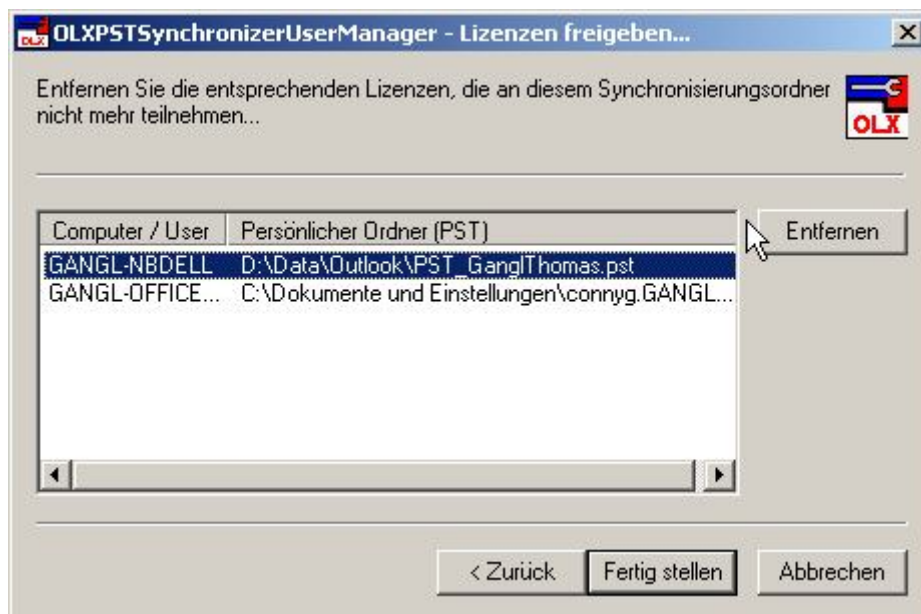 OLXPSTSynchronizerUserManager - Lizenzen freigeben...
Entfernen Sie die entsprechenden Lizenzen, die an diesem Synchronisierungsordner
nicht mehr teilnehmen...
OLX
Computer / User Persönlicher Ordner (PST)
Entfernen
GANGL-NBDELL D:\Data\Outlook\PST_GanglThomas.pst
GANGL-OFFICE... C:\Dokumente und Einstellungen\connyg.GANGL...
< Zurück Fertig stellen Abbrechen